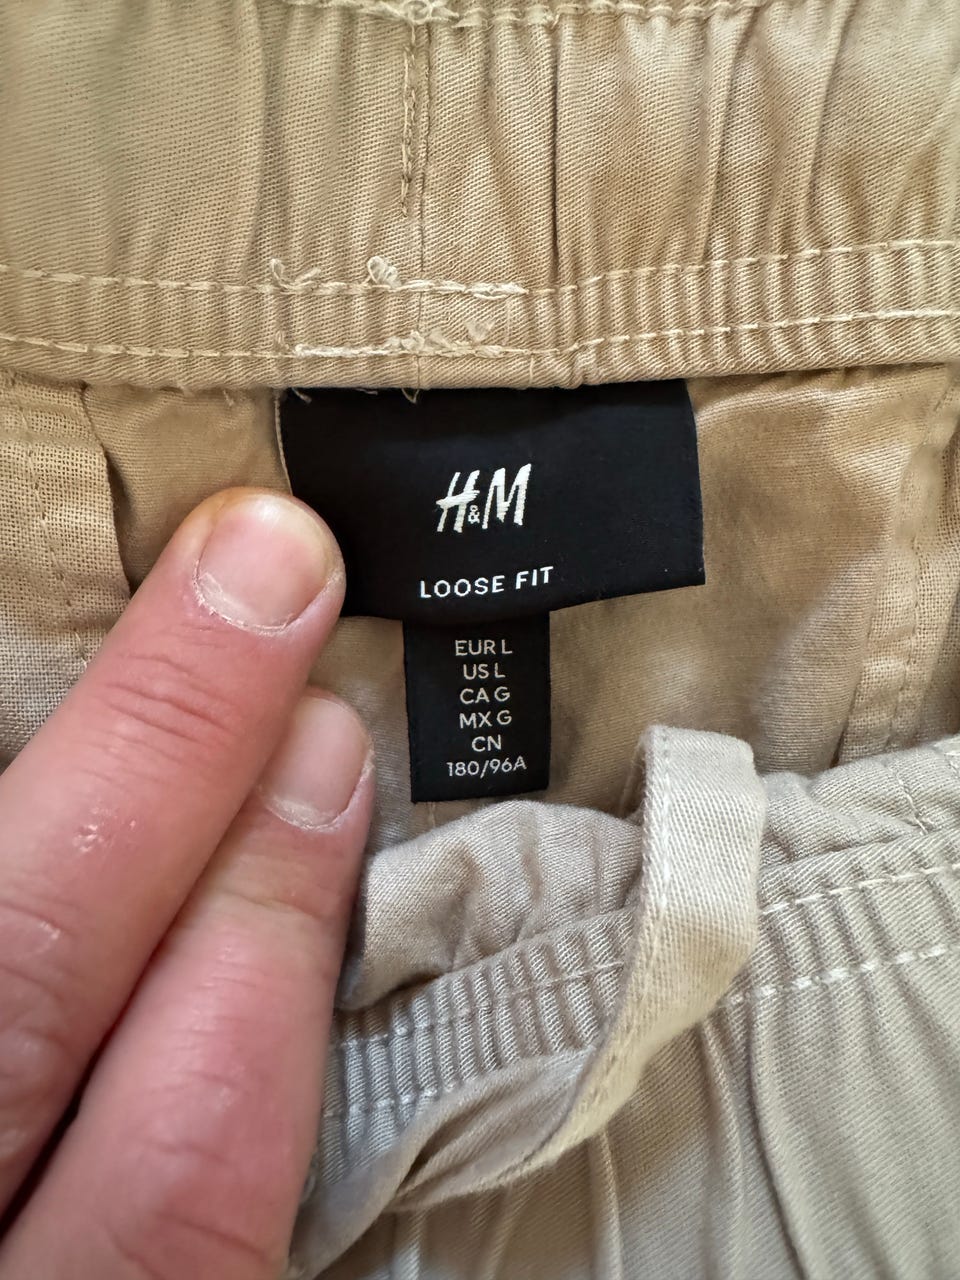 H&M
LOOSE FIT
EUR L
US L
CA G
MX G
CN
180/96A